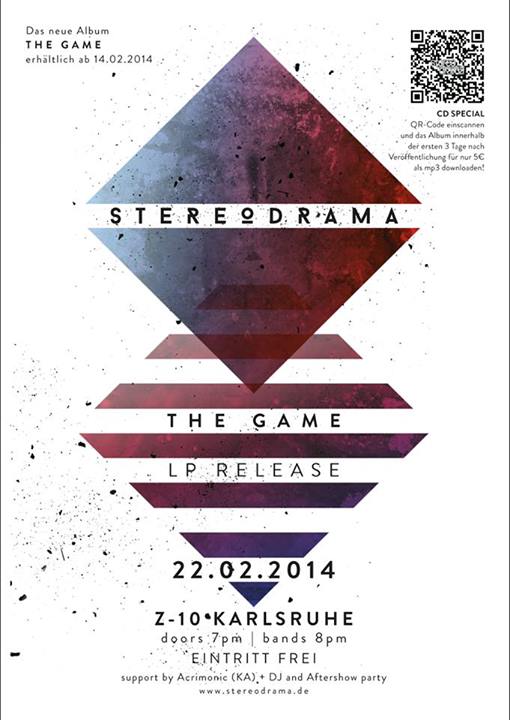 Das neue Album
THE GAME
erhältlich ab 14.02.2014
CD SPECIAL
QR-Code einscannen
und das Album innerhalb
der ersten 3 Tage nach
Veröffentlichung für nur 5€
als mp3 downloaden!
STEREODRAMA
THE GAME
LP RELEASE
22.02.2014
Z-10 KARLSRUHE
doors 7pm | bands 8pm
EINTRITT FREI
support by Acrimonic (KA) + DJ and Aftershow party
www.stereodrama.de